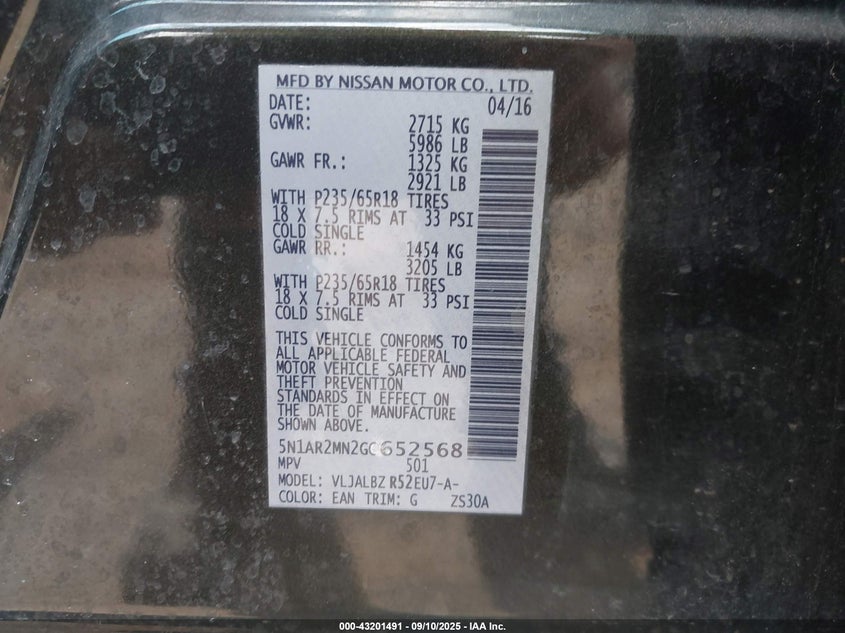 MFD BY NISSAN MOTOR CO., LTD.
DATE: 04/16
GVWR: 2715 KG
5986 LB
GAWR FR.: 1325 KG
2921 LB
WITH P235/65R18 TIRES
18 X 7.5 RIMS AT 33 PSI
COLD SINGLE
GAWR RR.: 1454 KG
3205 LB
WITH P235/65R18 TIRES
18 X 7.5 RIMS AT 33 PSI
COLD SINGLE
THIS VEHICLE CONFORMS TO
ALL APPLICABLE FEDERAL
MOTOR VEHICLE SAFETY AND
THEFT PREVENTION
STANDARDS IN EFFECT ON
THE DATE OF MANUFACTURE
SHOWN ABOVE.
5N1AR2MN2GC652568
MPV 501
MODEL: VLJALBZ R52EU7-A-
COLOR: EAN TRIM: G ZS30A
000-43201491 - 09/10/2025 - IAA Inc.